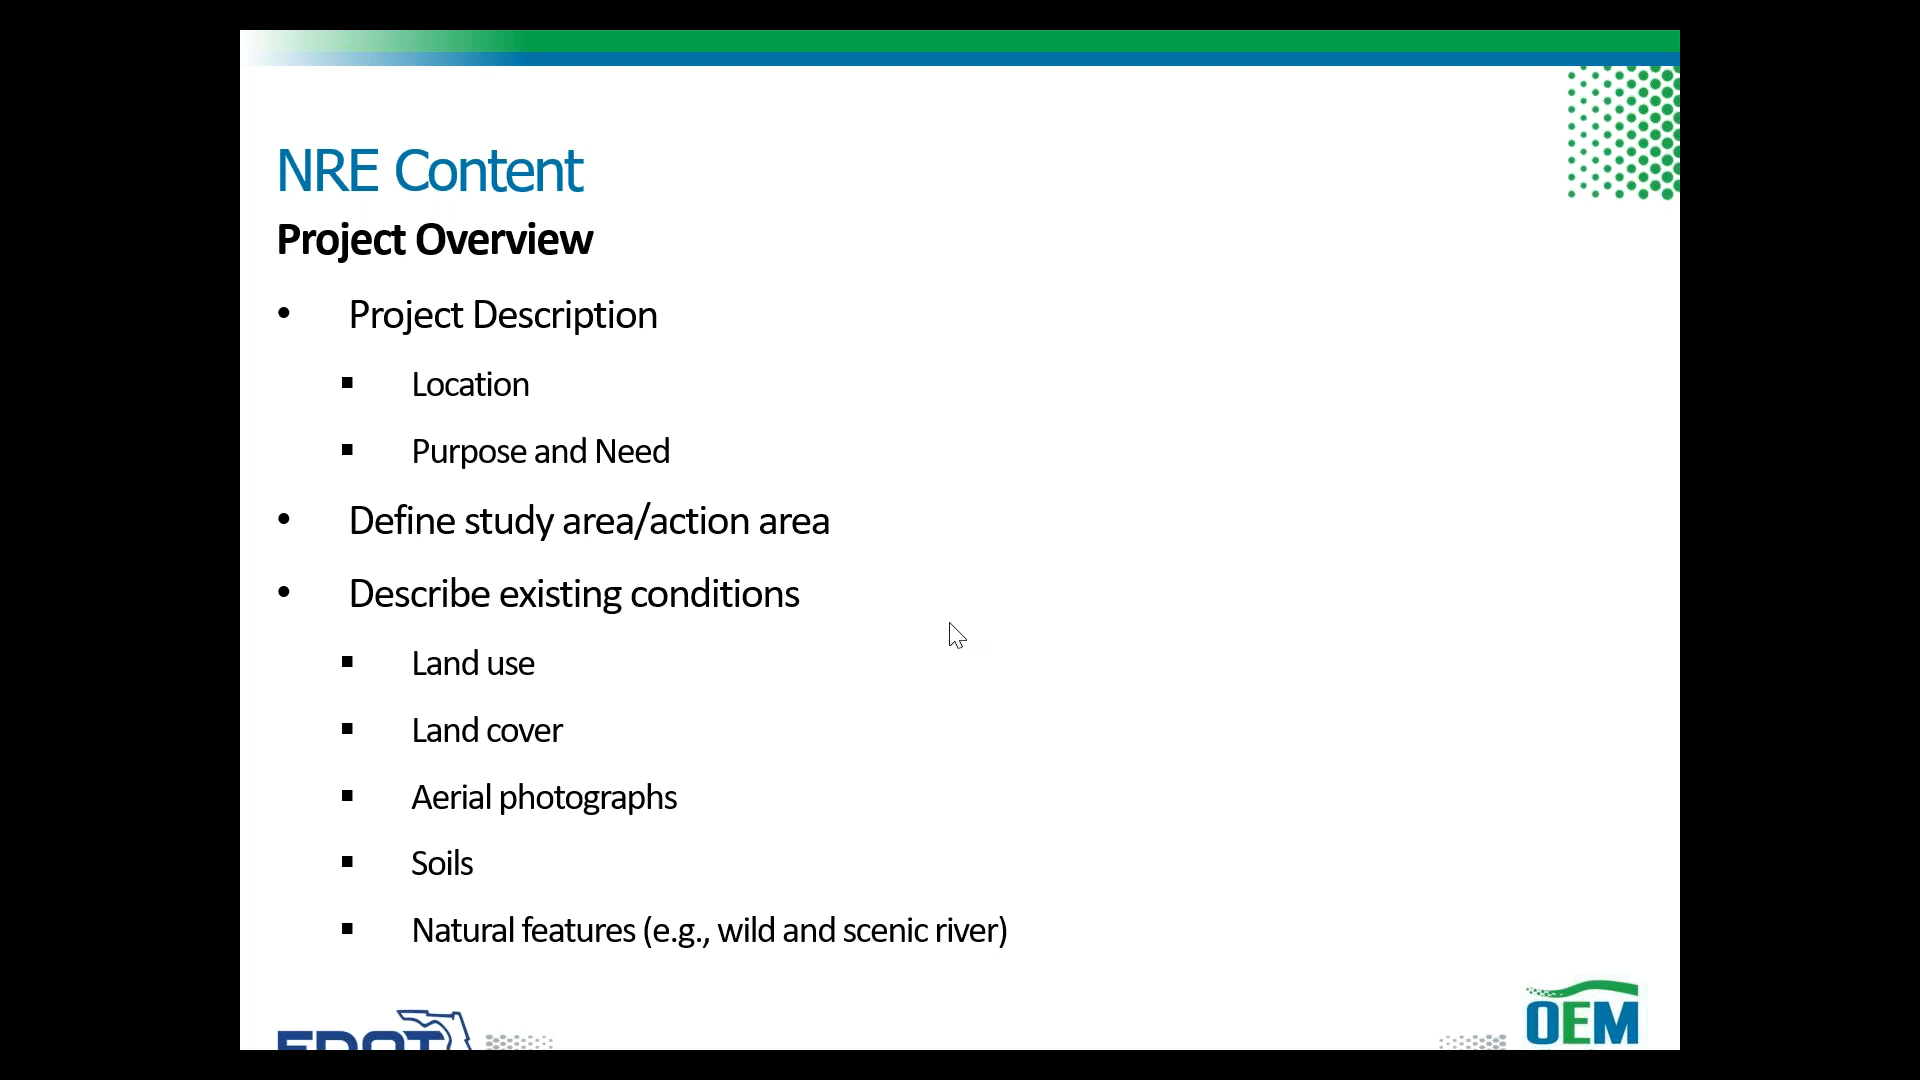 NRE Content
Project Overview
• Project Description
▪ Location
▪ Purpose and Need
• Define study area/action area
• Describe existing conditions
▪ Land use
▪ Land cover
▪ Aerial photographs
▪ Soils
▪ Natural features (e.g., wild and scenic river)
FDOT
OEM